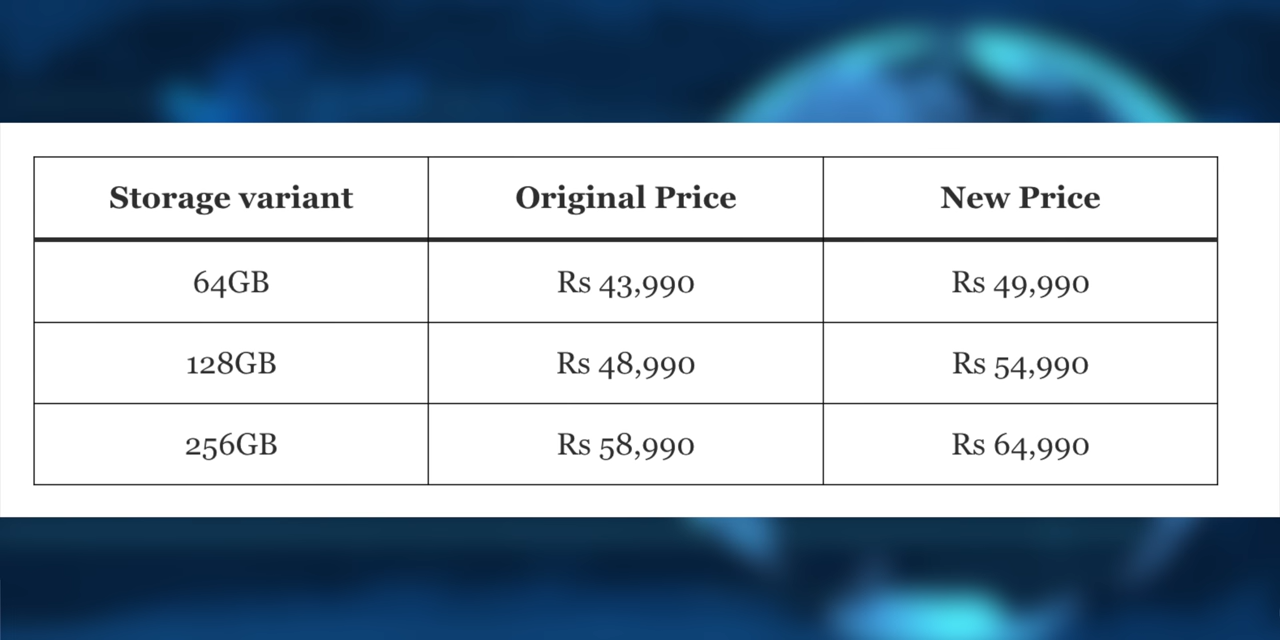 Storage variant Original Price New Price
64GB Rs 43,990 Rs 49,990
128GB Rs 48,990 Rs 54,990
256GB Rs 58,990 Rs 64,990